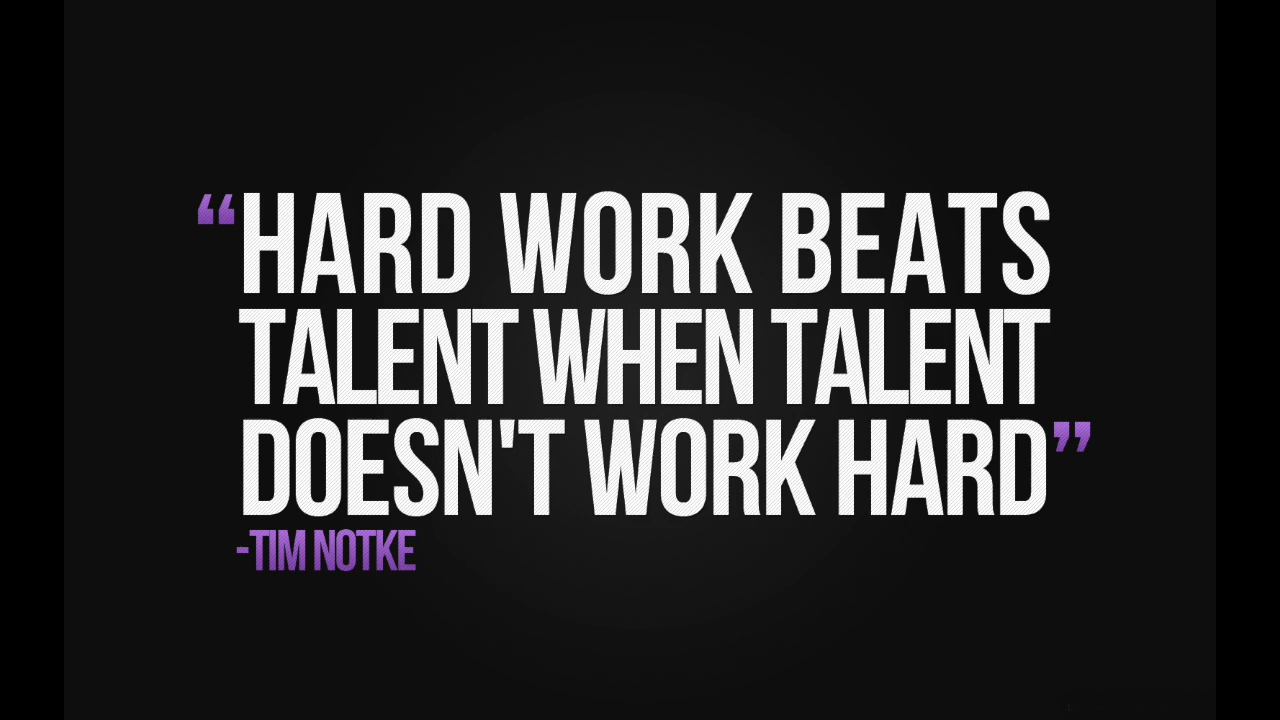 “HARD WORK BEATS
TALENT WHEN TALENT
DOESN'T WORK HARD”
-TIM NOTKE